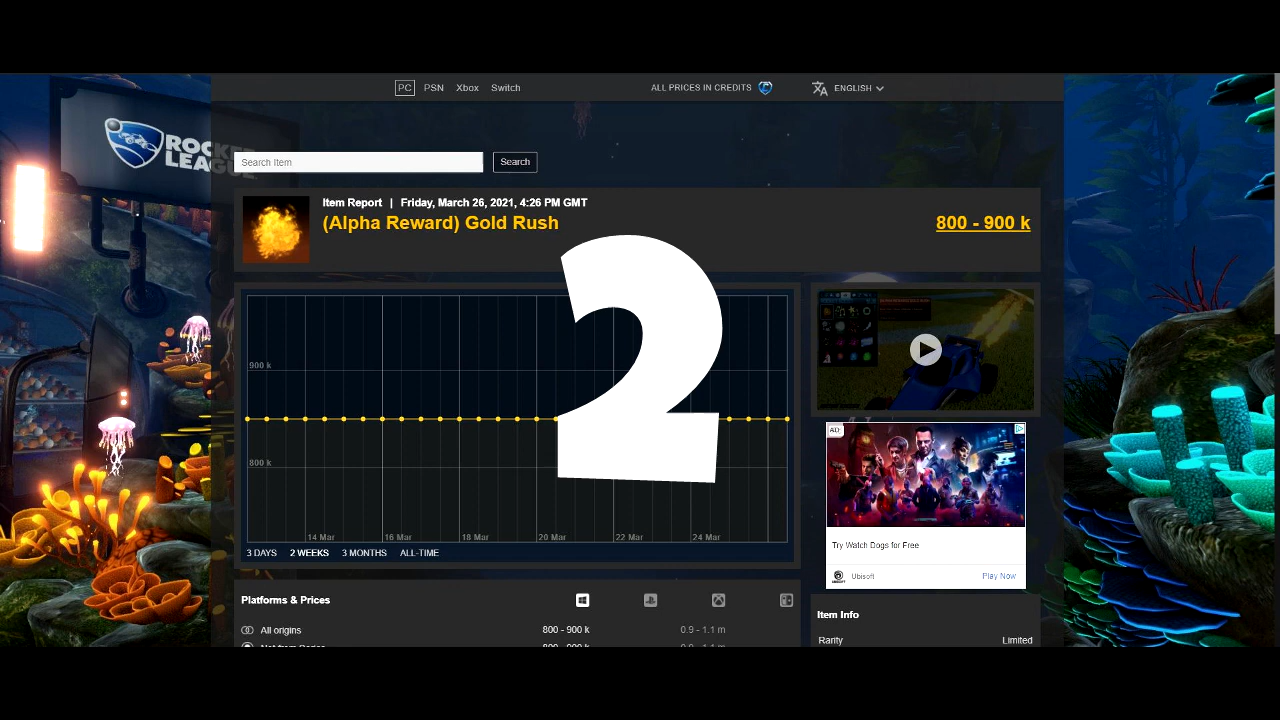 PC PSN Xbox Switch ALL PRICES IN CREDITS ENGLISH
ROCKET
LEAGUE
Search Item Search
Item Report | Friday, March 26, 2021, 4:26 PM GMT
(Alpha Reward) Gold Rush 800 - 900 k
2
900 k
800 k
14 Mar 16 Mar 18 Mar 20 Mar 22 Mar 24 Mar
3 DAYS 2 WEEKS 3 MONTHS ALL-TIME
AD
Try Watch Dogs for Free
UBISOFT Ubisoft Play Now
Platforms & Prices
Item Info
All origins 800 - 900 k 0.9 - 1.1 m
Rarity Limited